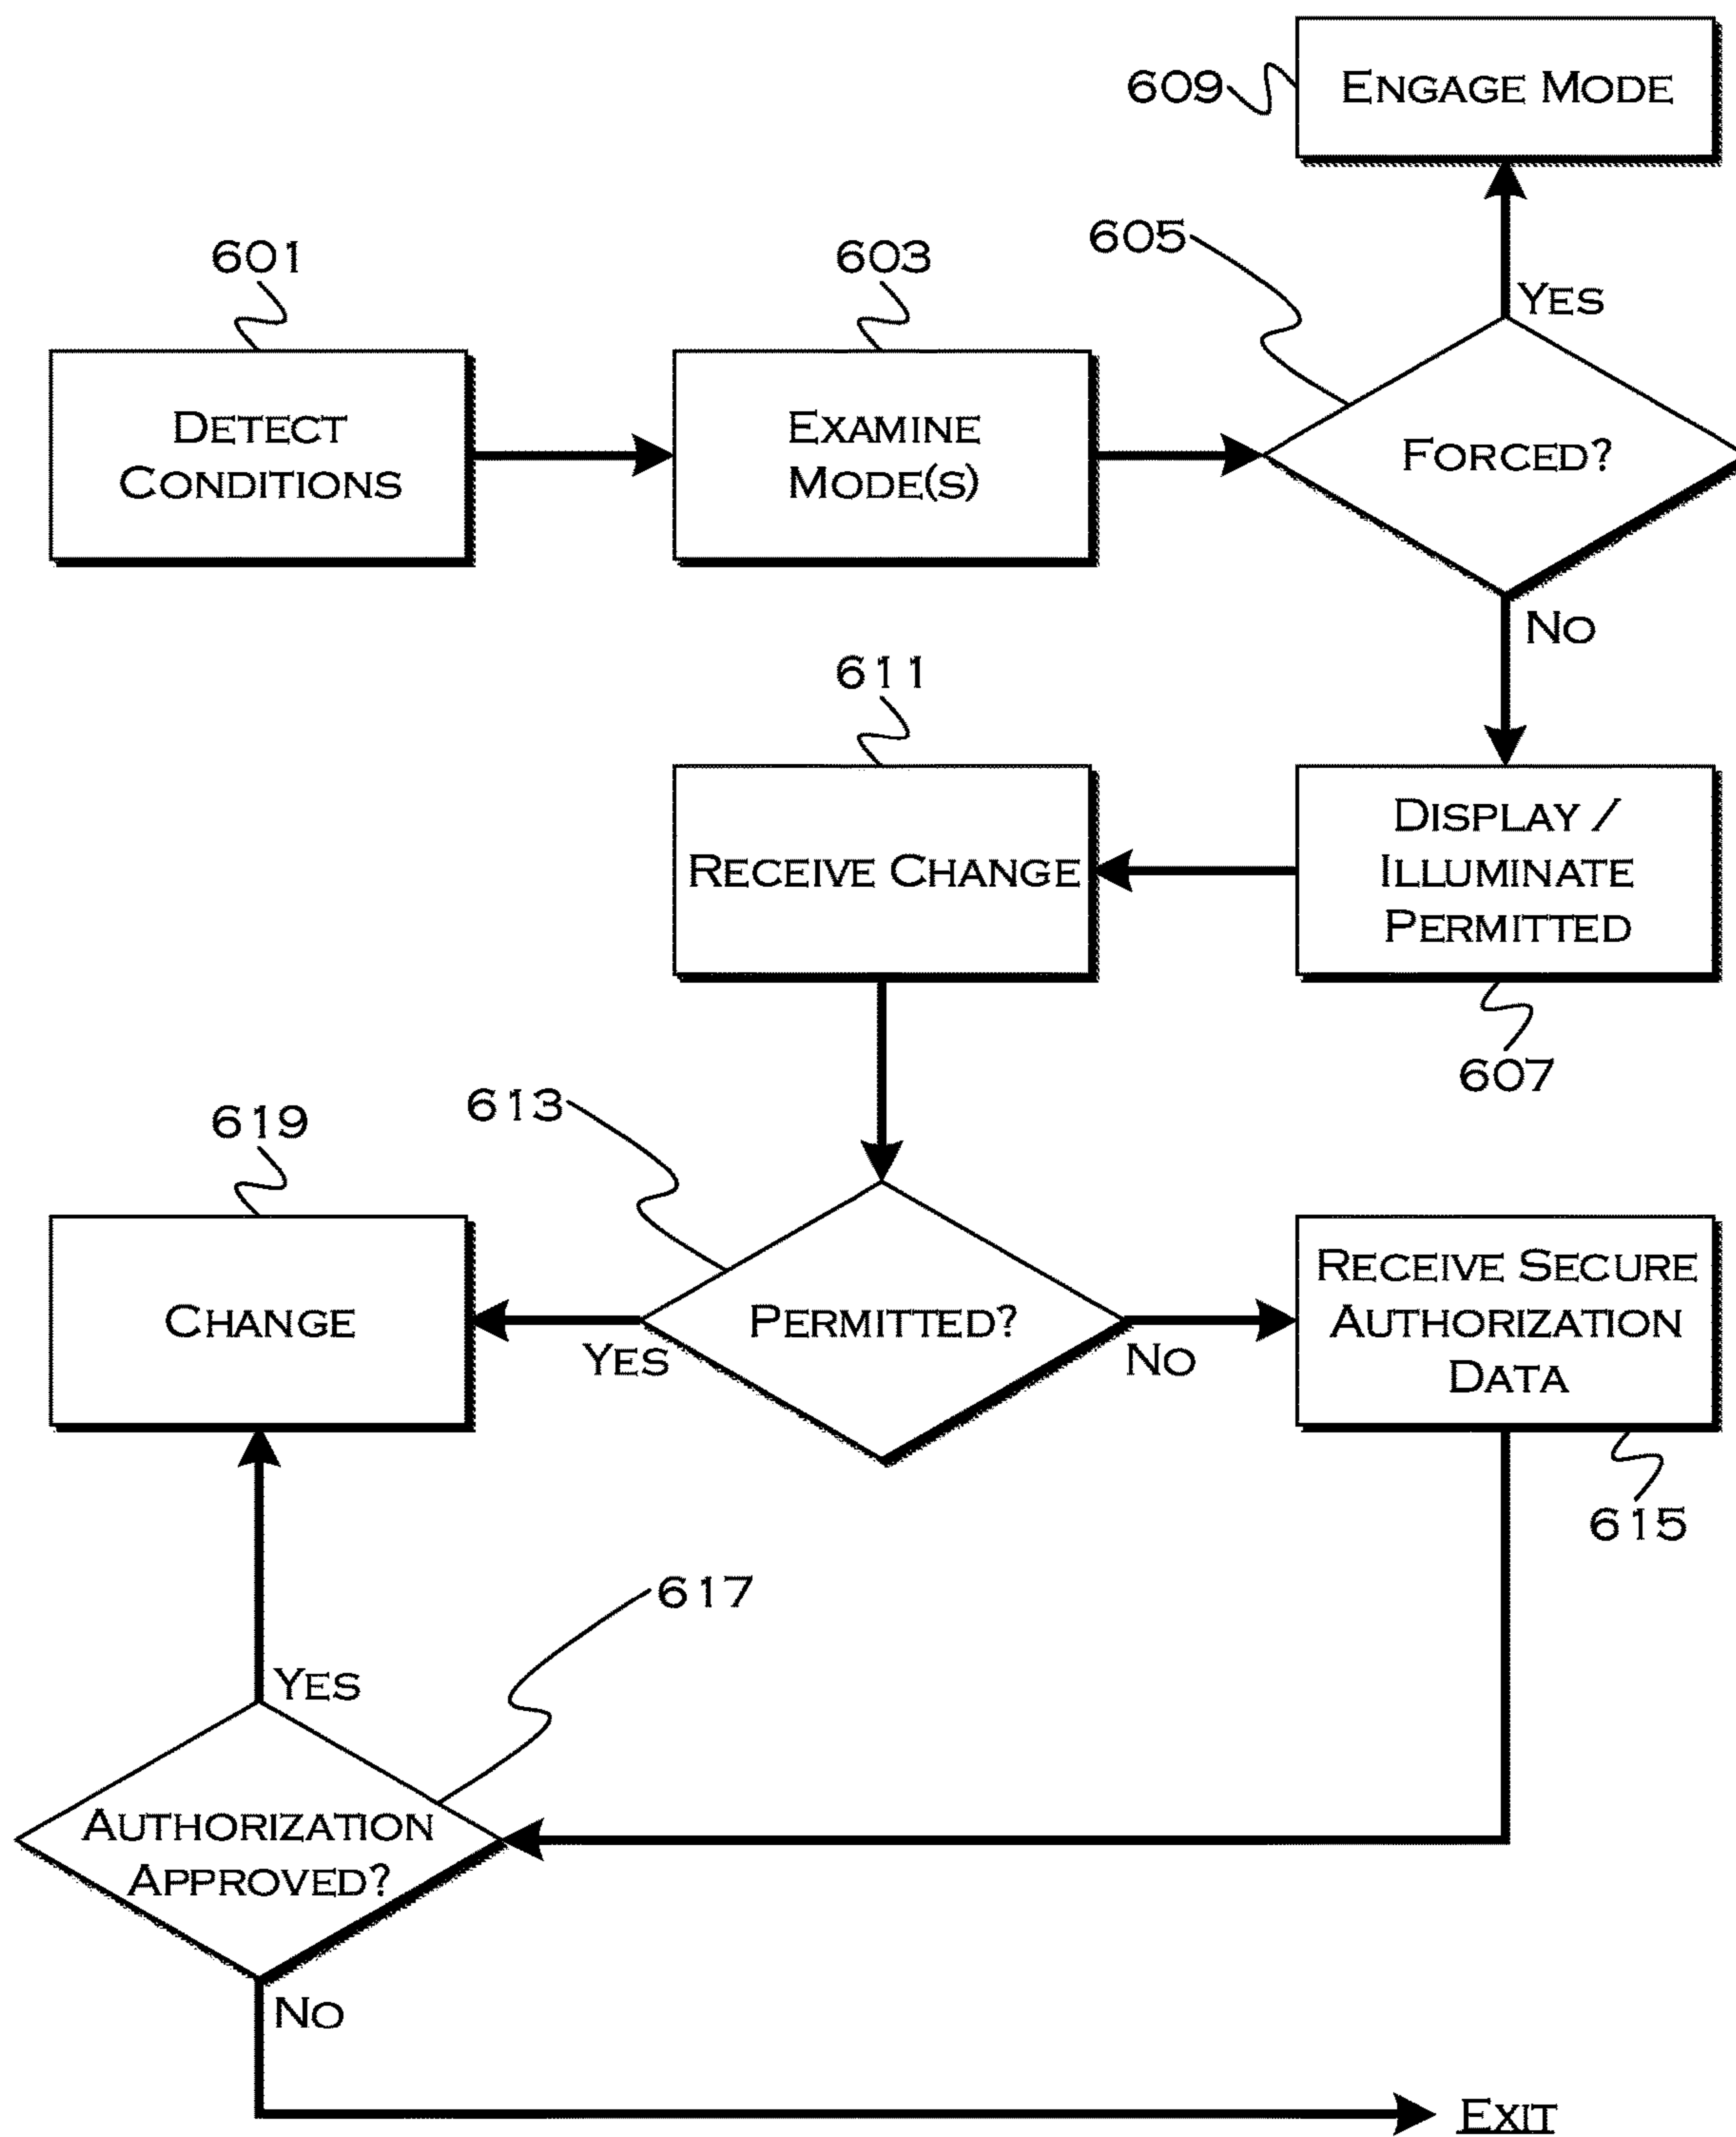 609
ENGAGE MODE
601
603
605
YES
DETECT
CONDITIONS
EXAMINE
MODE(S)
FORCED?
NO
611
RECEIVE CHANGE
DISPLAY /
ILLUMINATE
PERMITTED
607
613
619
CHANGE
PERMITTED?
YES
NO
RECEIVE SECURE
AUTHORIZATION
DATA
615
617
YES
AUTHORIZATION
APPROVED?
NO
EXIT